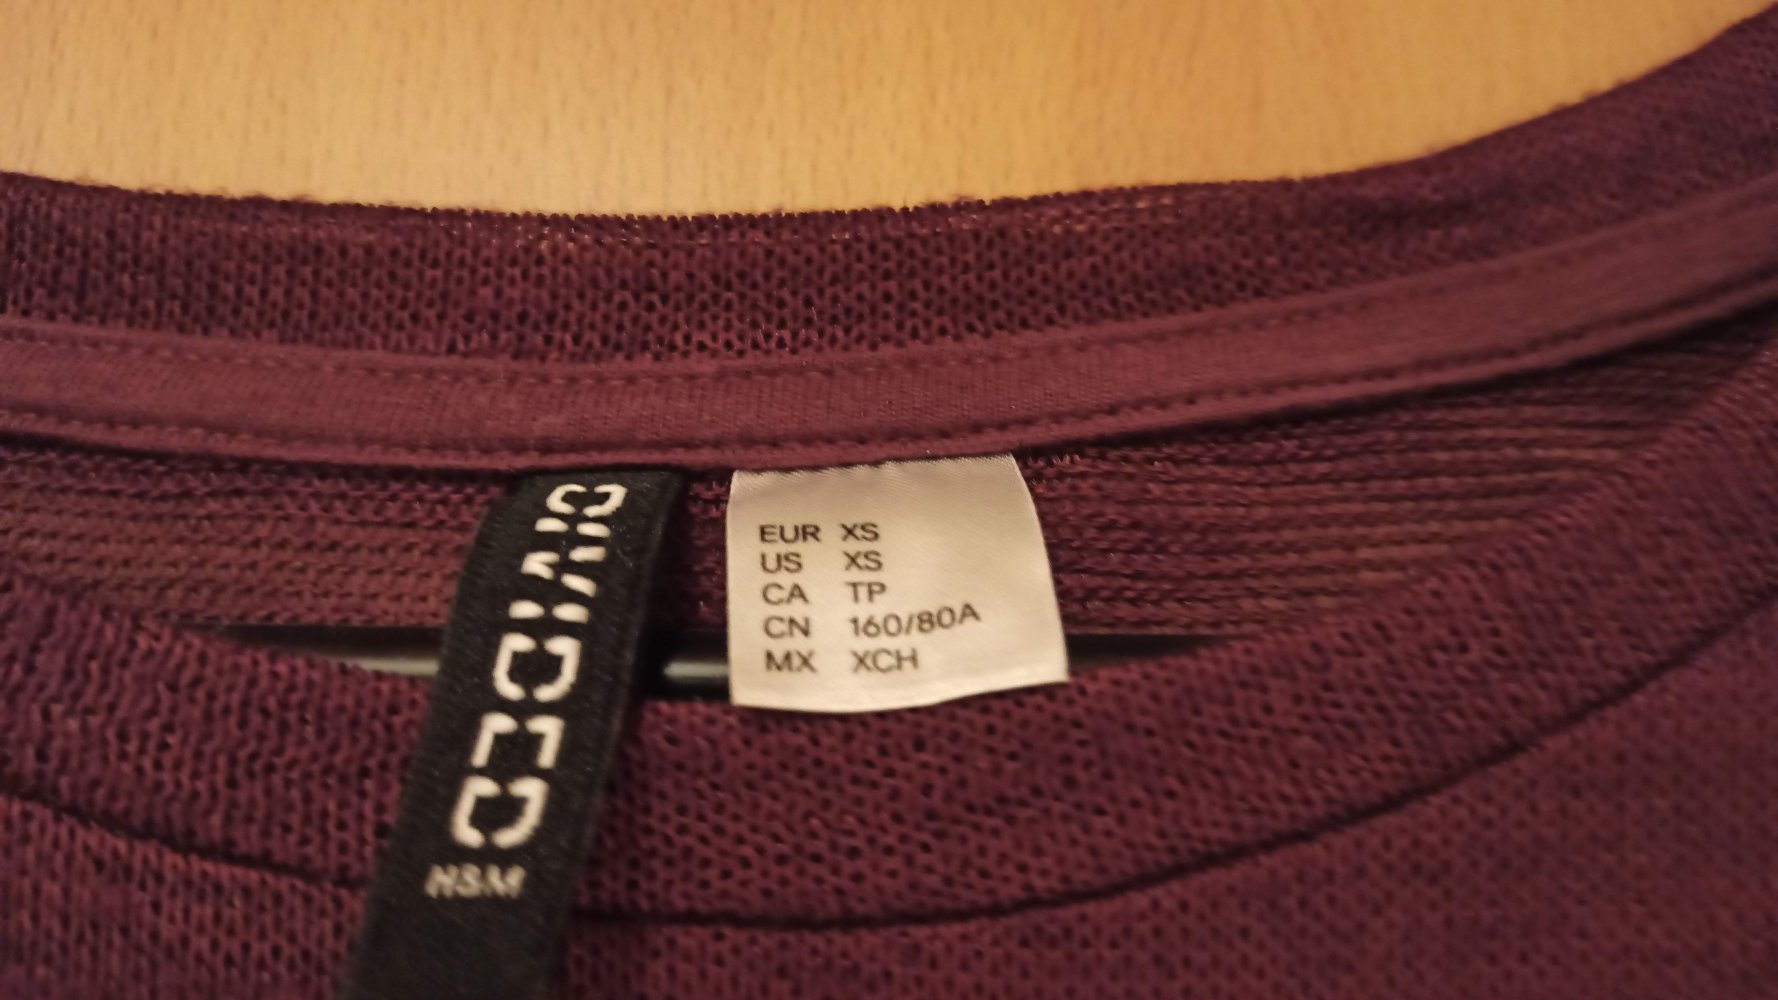 DIVIDED
H&M
EUR XS
US XS
CA TP
CN 160/80A
MX XCH